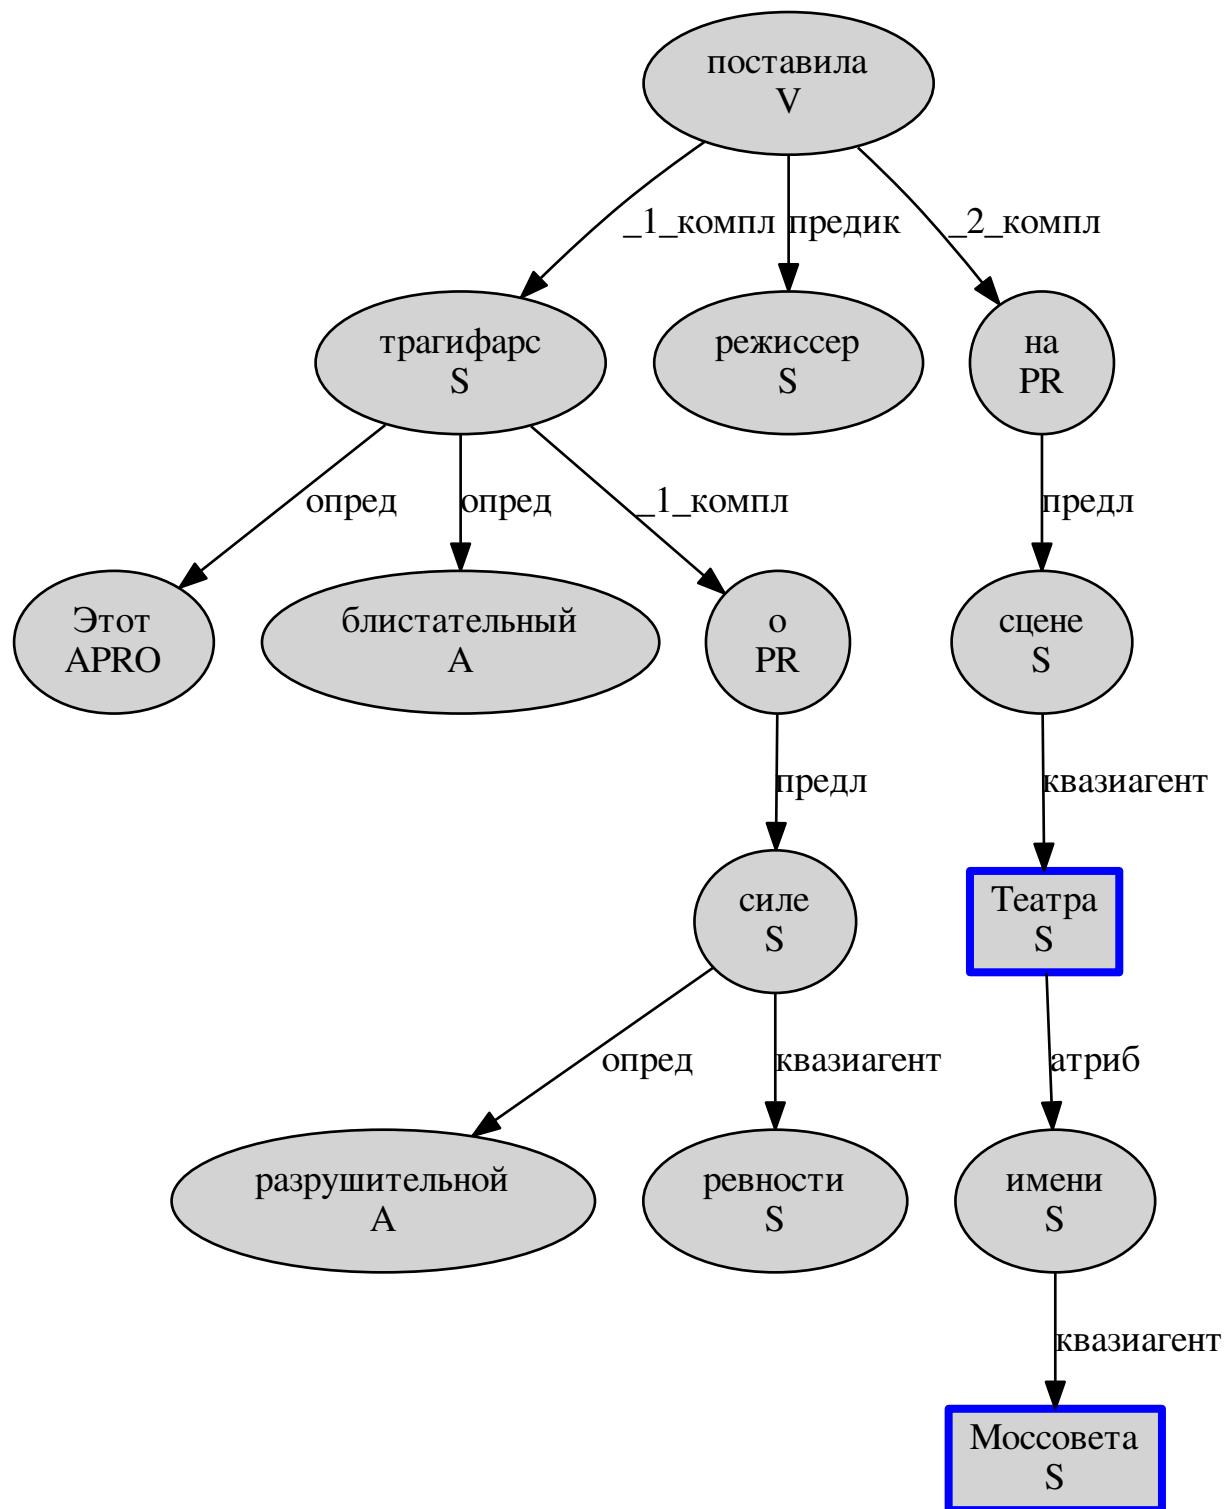 поставила
V
_1_компл
предик
_2_компл
трагифарс
S
режиссер
S
на
PR
опред
опред
_1_компл
предл
Этот
APRO
блистательный
A
о
PR
сцене
S
предл
квазиагент
силе
S
Театра
S
опред
квазиагент
атриб
разрушительной
A
ревности
S
имени
S
квазиагент
Моссовета
S